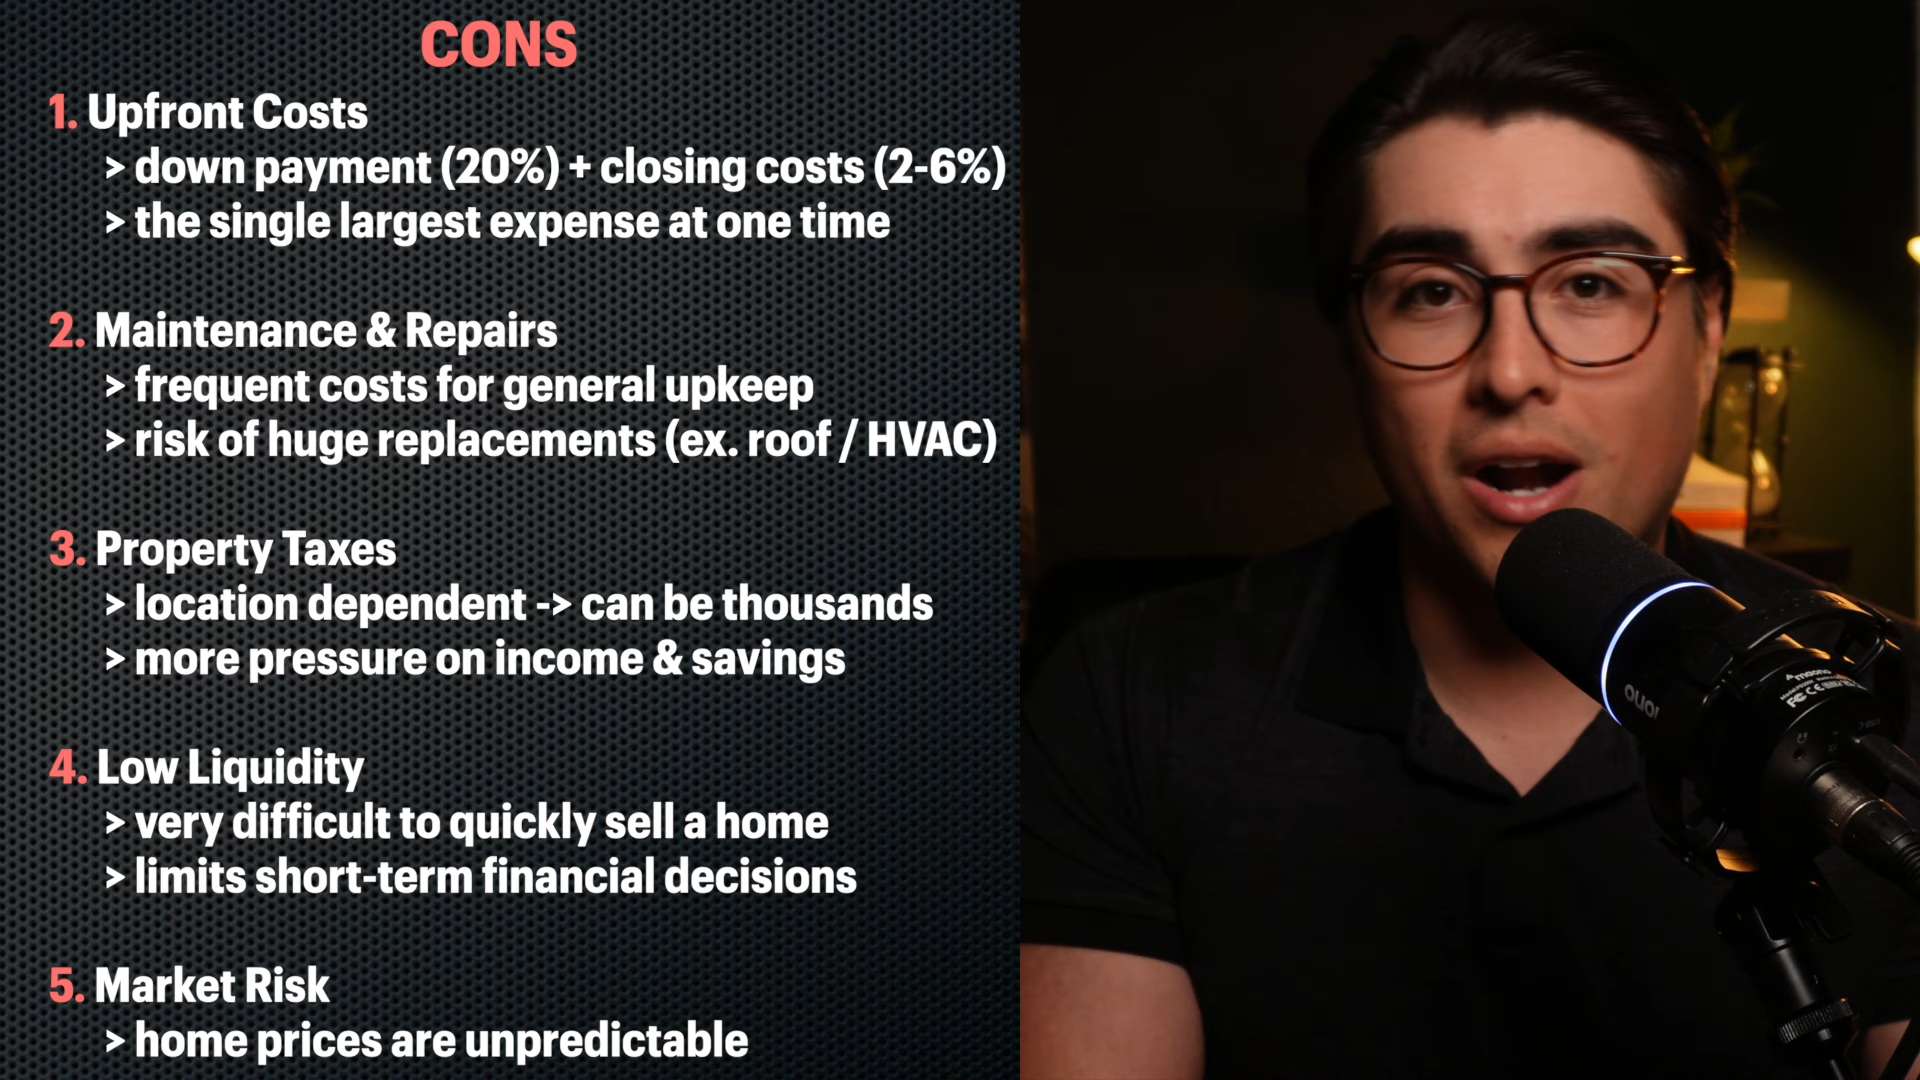 CONS
1. Upfront Costs
> down payment (20%) + closing costs (2-6%)
> the single largest expense at one time
2. Maintenance & Repairs
> frequent costs for general upkeep
> risk of huge replacements (ex. roof / HVAC)
3. Property Taxes
> location dependent -> can be thousands
> more pressure on income & savings
4. Low Liquidity
> very difficult to quickly sell a home
> limits short-term financial decisions
5. Market Risk
> home prices are unpredictable
maono
FC CE